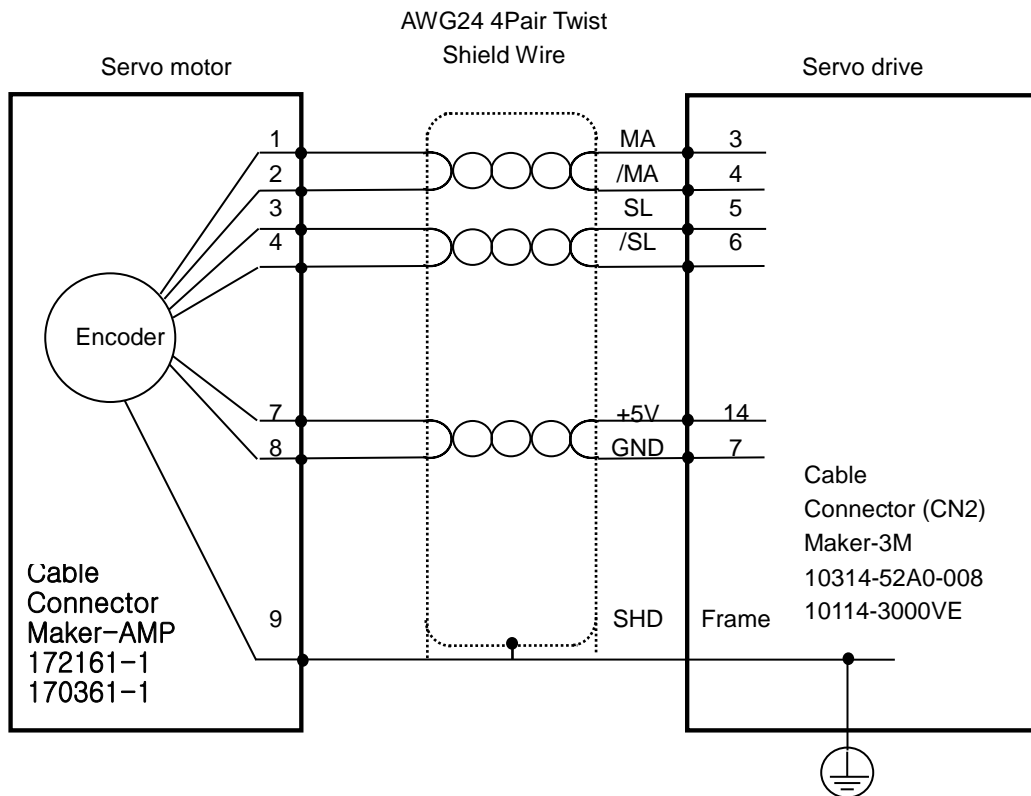 AWG24 4Pair Twist
Shield Wire
Servo motor
Servo drive
1
MA
3
2
/MA
4
3
SL
5
4
/SL
6
Encoder
7
+5V
14
8
GND
7
Cable
Connector (CN2)
Maker-3M
10314-52A0-008
10114-3000VE
Cable
Connector
Maker-AMP
172161-1
170361-1
9
SHD
Frame